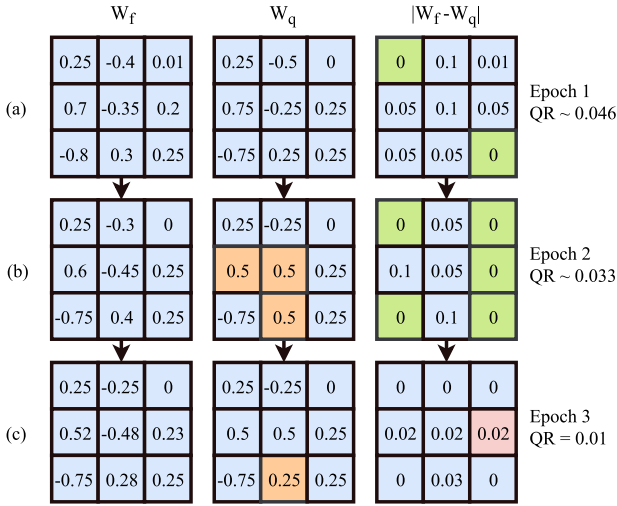 W_f W_q |W_f -W_q|
0.25 -0.4 0.01 0.25 -0.5 0 0 0.1 0.01
(a) 0.7 -0.35 0.2 0.75 -0.25 0.25 0.05 0.1 0.05 Epoch 1
QR ~ 0.046
-0.8 0.3 0.25 -0.75 0.25 0.25 0.05 0.05 0
0.25 -0.3 0 0.25 -0.25 0 0 0.05 0
(b) 0.6 -0.45 0.25 0.5 0.5 0.25 0.1 0.05 0 Epoch 2
QR ~ 0.033
-0.75 0.4 0.25 -0.75 0.5 0.25 0 0.1 0
0.25 -0.25 0 0.25 -0.25 0 0 0 0
(c) 0.52 -0.48 0.23 0.5 0.5 0.25 0.02 0.02 0.02 Epoch 3
QR = 0.01
-0.75 0.28 0.25 -0.75 0.25 0.25 0 0.03 0